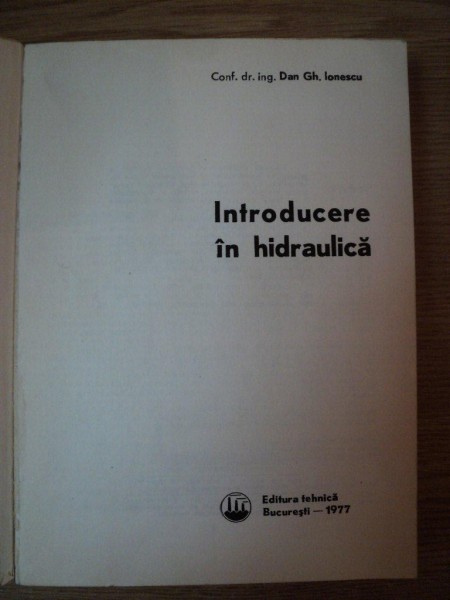 Conf. dr. ing. Dan Gh. Ionescu
Introducere
în hidraulică
Editura tehnică
București — 1977